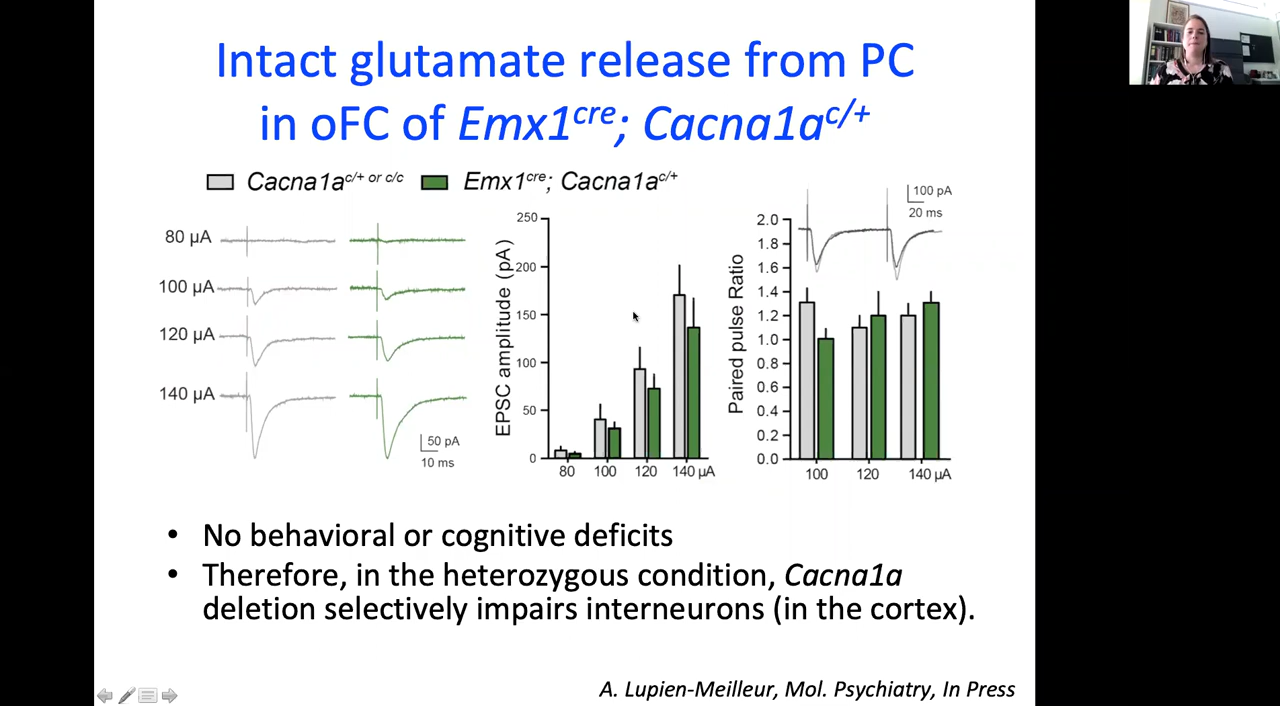 Intact glutamate release from PC
in oFC of Emx1cre; Cacna1ac/+
Cacna1ac/+ or c/c
Emx1cre; Cacna1ac/+
80 µA
100 µA
120 µA
140 µA
50 pA
10 ms
EPSC amplitude (pA)
250
200
150
100
50
0
80 100 120 140 µA
100 pA
20 ms
Paired pulse Ratio
2.0
1.8
1.6
1.4
1.2
1.0
0.8
0.6
0.4
0.2
0.0
100 120 140 µA
• No behavioral or cognitive deficits
• Therefore, in the heterozygous condition, Cacna1a
deletion selectively impairs interneurons (in the cortex).
A. Lupien-Meilleur, Mol. Psychiatry, In Press